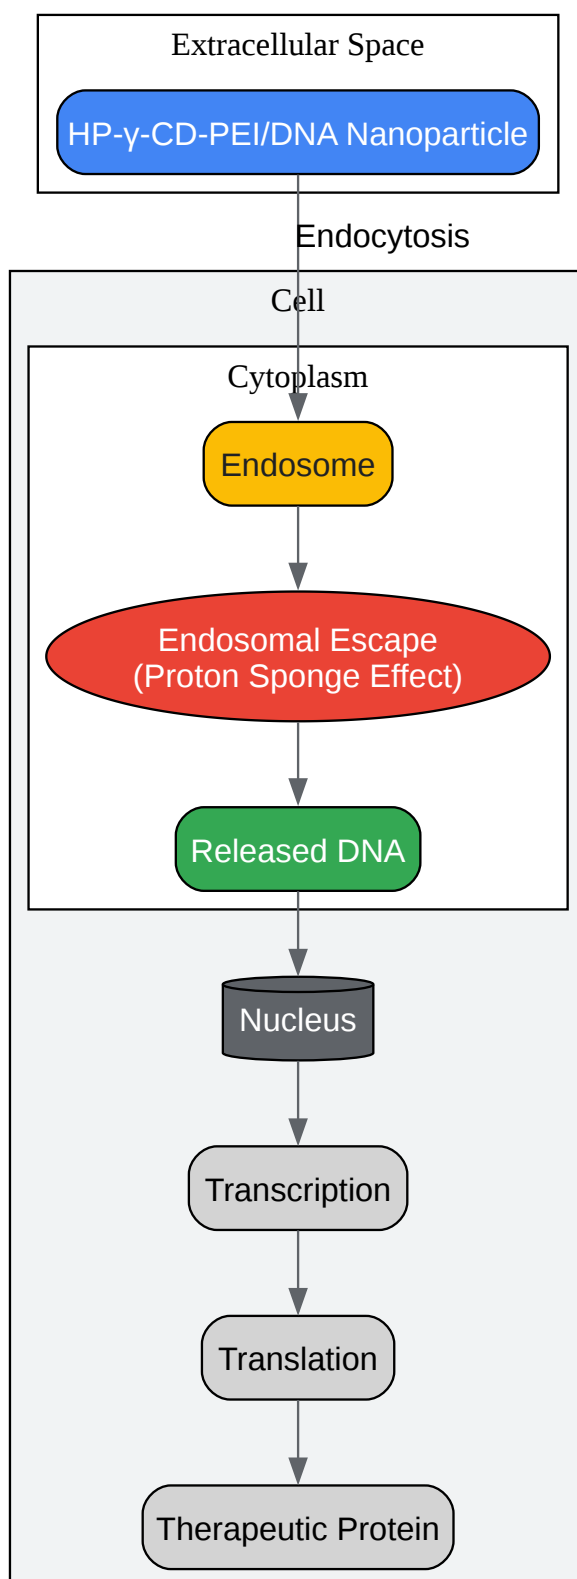 Extracellular Space
HP-γ-CD-PEI/DNA Nanoparticle
Endocytosis
Cell
Cytoplasm
Endosome
Endosomal Escape
(Proton Sponge Effect)
Released DNA
Nucleus
Transcription
Translation
Therapeutic Protein